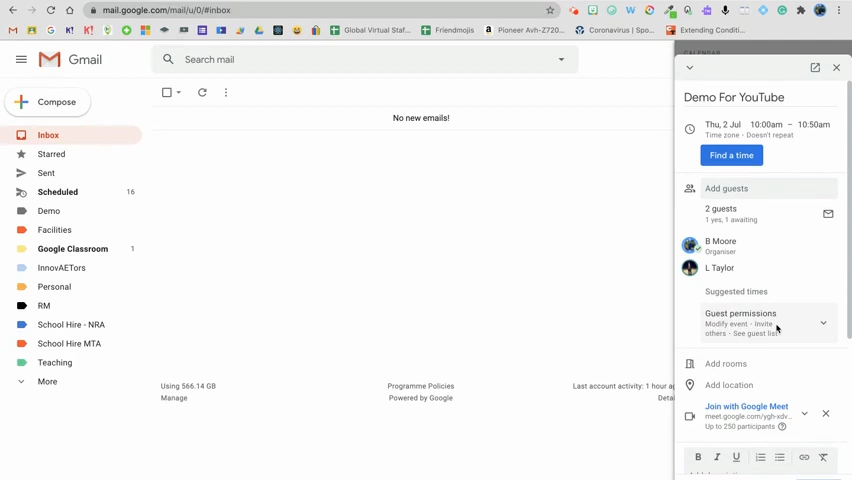 mail.google.com/mail/u/0/#inbox
Global Virtual Staf...
Friendmojis
Pioneer Avh-Z720...
Coronavirus | Spo...
Extending Conditi...
Gmail
Search mail
CALENDAR
Demo For YouTube
Compose
No new emails!
Thu, 2 Jul 10:00am – 10:50am
Time zone · Doesn't repeat
Inbox
Starred
Find a time
Sent
Scheduled 16
Add guests
Demo
2 guests
1 yes, 1 awaiting
Facilities
B Moore
Organiser
Google Classroom 1
InnovAETors
L Taylor
Personal
Suggested times
RM
Guest permissions
Modify event · Invite
others · See guest list
School Hire - NRA
School Hire MTA
Teaching
Add rooms
More
Using 566.14 GB
Programme Policies
Last account activity: 1 hour ag
Add location
Manage
Powered by Google
Detai
Join with Google Meet
meet.google.com/ygh-xdv...
Up to 250 participants
B I U